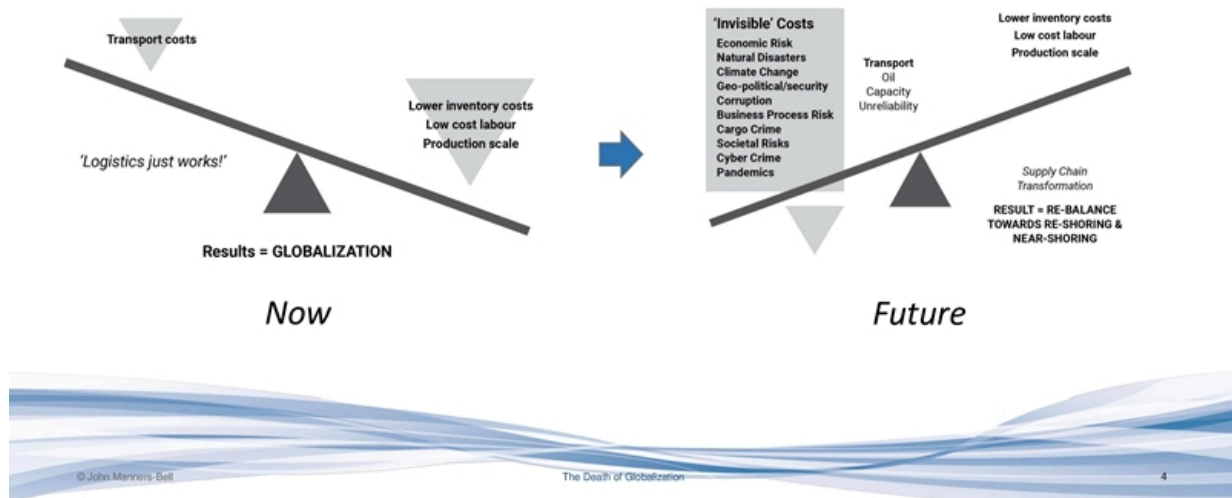 Transport costs
Lower inventory costs
Low cost labour
Production scale
‘Logistics just works!’
Results = GLOBALIZATION
Now
‘Invisible’ Costs
Economic Risk
Natural Disasters
Climate Change
Geo-political/security
Corruption
Business Process Risk
Cargo Crime
Societal Risks
Cyber Crime
Pandemics
Transport
Oil
Capacity
Unreliability
Lower inventory costs
Low cost labour
Production scale
Supply Chain
Transformation
RESULT = RE-BALANCE
TOWARDS RE-SHORING &
NEAR-SHORING
Future
© John Manners-Bell
The Death of Globalization
4